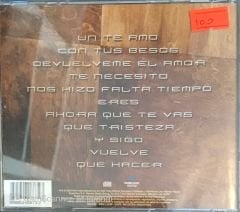 100
UN TE AMO
CON TUS BESOS
DEVUELVEME EL AMOR
TE NECESITO
NOS HIZO FALTA TIEMPO
ERES
AHORA QUE TE VAS
QUE TRISTEZA
Y SIGO
VUELVE
QUE HACER